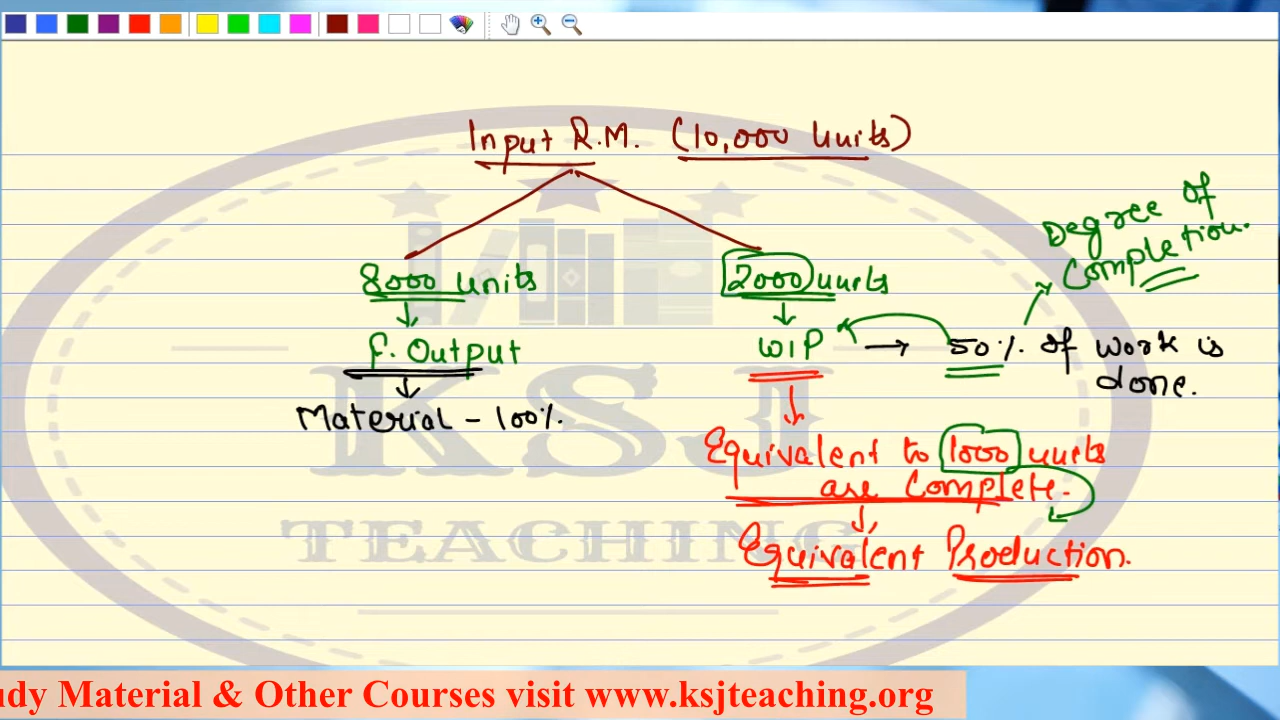 Input R.M. (10,000 Units)
8000 Units
2000 Units
Degree of
Completion.
F. Output
WIP → 50% of work is
done.
Material - 100%.
Equivalent to 1000 Units
are Complete.
Equivalent Production.
KSJ
TEACHING
udy Material & Other Courses visit www.ksjteaching.org